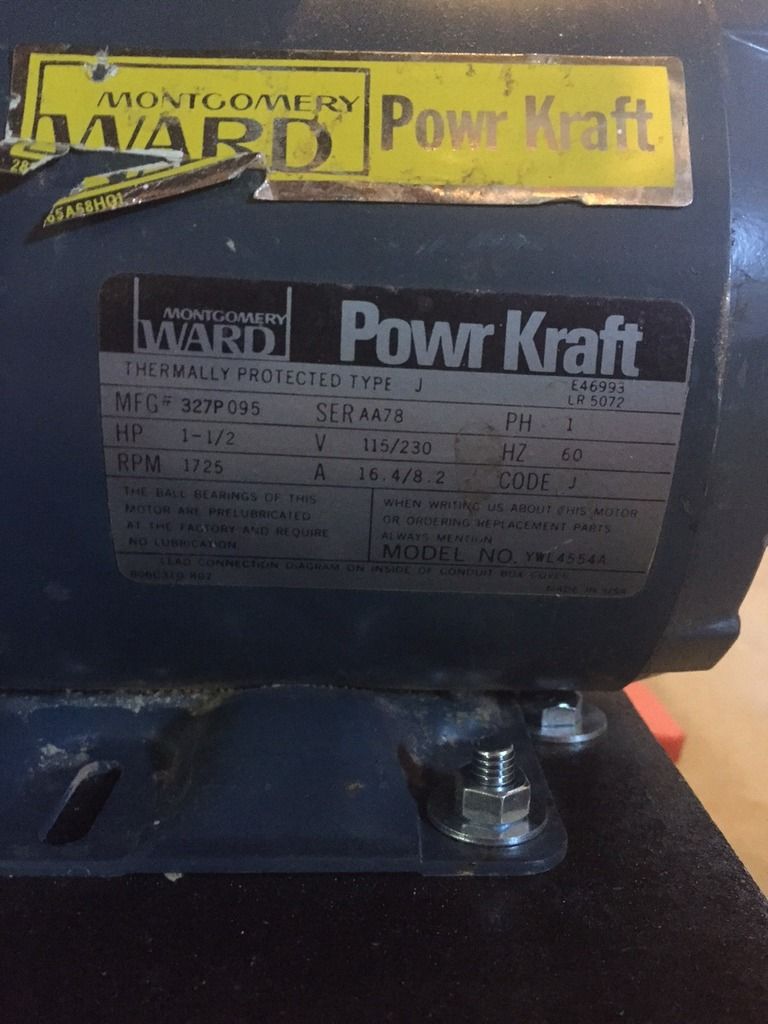 MONTGOMERY
WARD
Powr Kraft
28
65A68H01
MONTGOMERY
WARD
Powr Kraft
THERMALLY PROTECTED TYPE J
E46993
LR 5072
MFG# 327P095 SER AA78 PH 1
HP 1-1/2 V 115/230 HZ 60
RPM 1725 A 16.4/8.2 CODE J
THE BALL BEARINGS OF THIS
MOTOR ARE PRELUBRICATED
AT THE FACTORY AND REQUIRE
NO LUBRICATION
WHEN WRITING US ABOUT THIS MOTOR
OR ORDERING REPLACEMENT PARTS
ALWAYS MENTION
MODEL NO. YWL4554A
LEAD CONNECTION DIAGRAM ON INSIDE OF CONDUIT BOX COVER
MADE IN USA